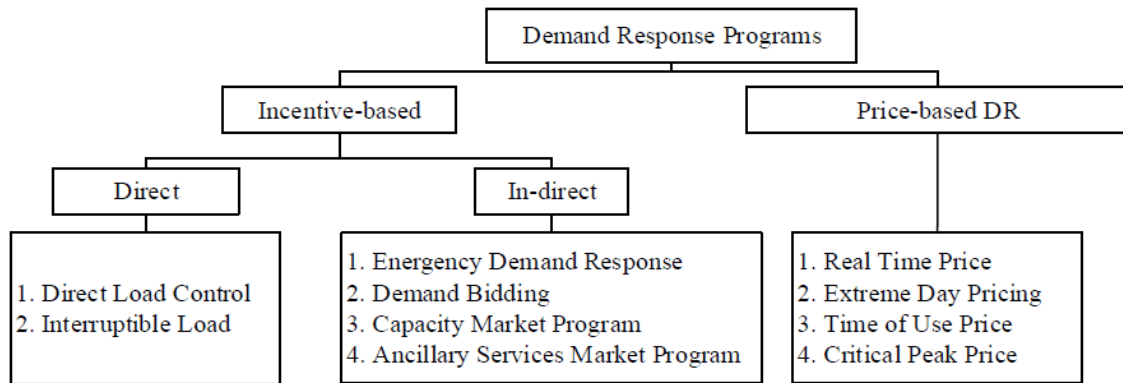 Demand Response Programs
Incentive-based
Price-based DR
Direct
In-direct
1. Direct Load Control
2. Interruptible Load
1. Energency Demand Response
2. Demand Bidding
3. Capacity Market Program
4. Ancillary Services Market Program
1. Real Time Price
2. Extreme Day Pricing
3. Time of Use Price
4. Critical Peak Price